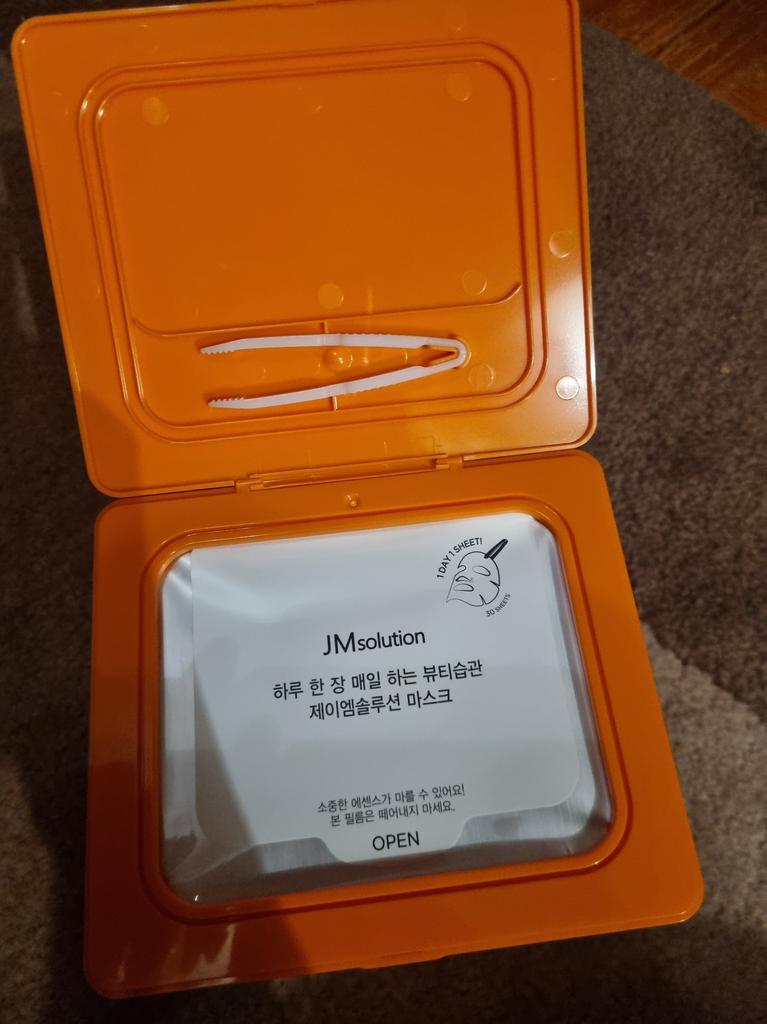 1 DAY 1 SHEET!
30 SHEETS
JMsolution
하루 한 장 매일 하는 뷰티습관
제이엠솔루션 마스크
소중한 에센스가 마를 수 있어요!
본 필름은 떼어내지 마세요.
OPEN